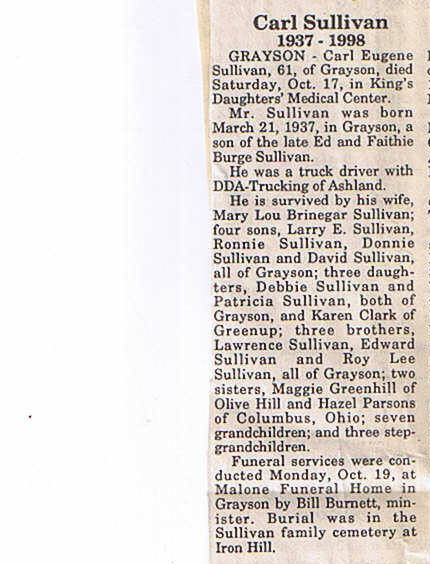 Carl Sullivan
1937 - 1998
GRAYSON - Carl Eugene
Sullivan, 61, of Grayson, died
Saturday, Oct. 17, in King's
Daughters' Medical Center.
Mr. Sullivan was born
March 21, 1937, in Grayson, a
son of the late Ed and Faithie
Burge Sullivan.
He was a truck driver with
DDA-Trucking of Ashland.
He is survived by his wife,
Mary Lou Brinegar Sullivan;
four sons, Larry E. Sullivan,
Ronnie Sullivan, Donnie
Sullivan and David Sullivan,
all of Grayson; three daugh-
ters, Debbie Sullivan and
Patricia Sullivan, both of
Grayson, and Karen Clark of
Greenup; three brothers,
Lawrence Sullivan, Edward
Sullivan and Roy Lee
Sullivan, all of Grayson; two
sisters, Maggie Greenhill of
Olive Hill and Hazel Parsons
of Columbus, Ohio; seven
grandchildren; and three step-
grandchildren.
Funeral services were con-
ducted Monday, Oct. 19, at
Malone Funeral Home in
Grayson by Bill Burnett, min-
ister. Burial was in the
Sullivan family cemetery at
Iron Hill.